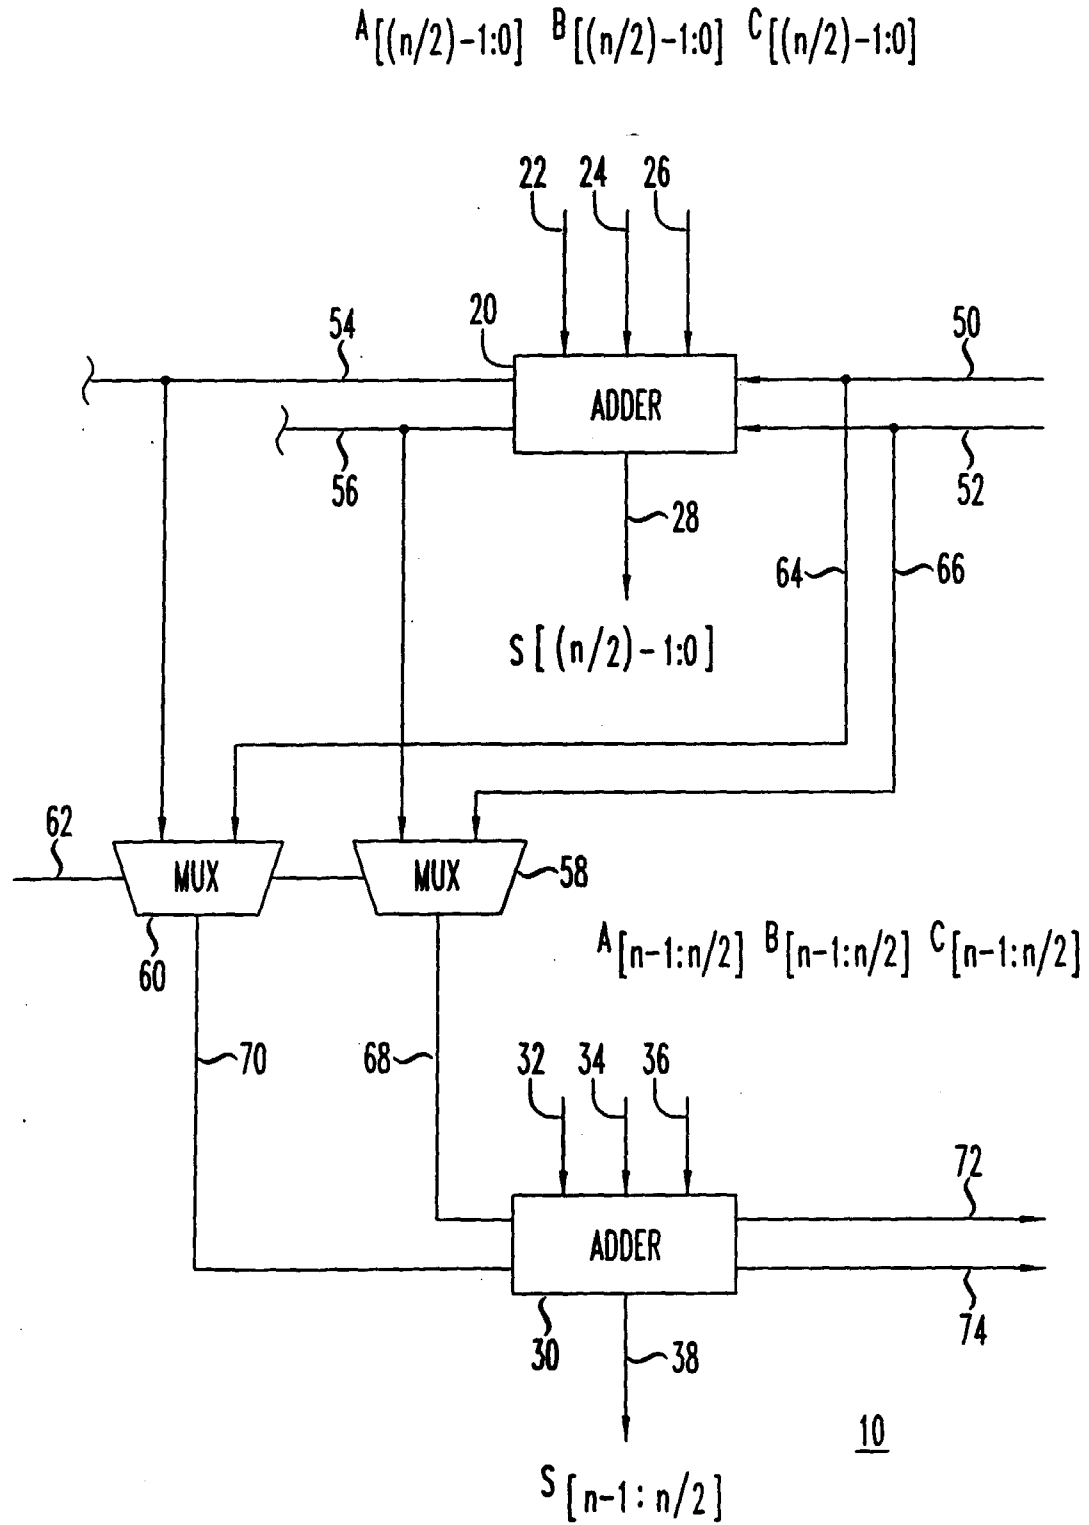 A[(n/2)-1:0] B[(n/2)-1:0] C[(n/2)-1:0]
22 24 26
20
54
50
ADDER
56
52
28
64
66
S[(n/2)-1:0]
62
MUX
MUX
58
60
A[n-1:n/2] B[n-1:n/2] C[n-1:n/2]
70
68
32 34 36
72
ADDER
74
30
38
10
S[n-1:n/2]